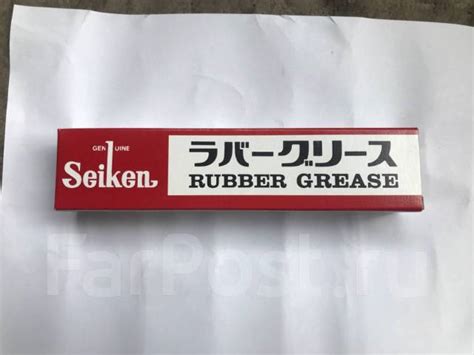 GENUINE
Seiken
ラバーグリース
RUBBER GREASE
FarPost.ru